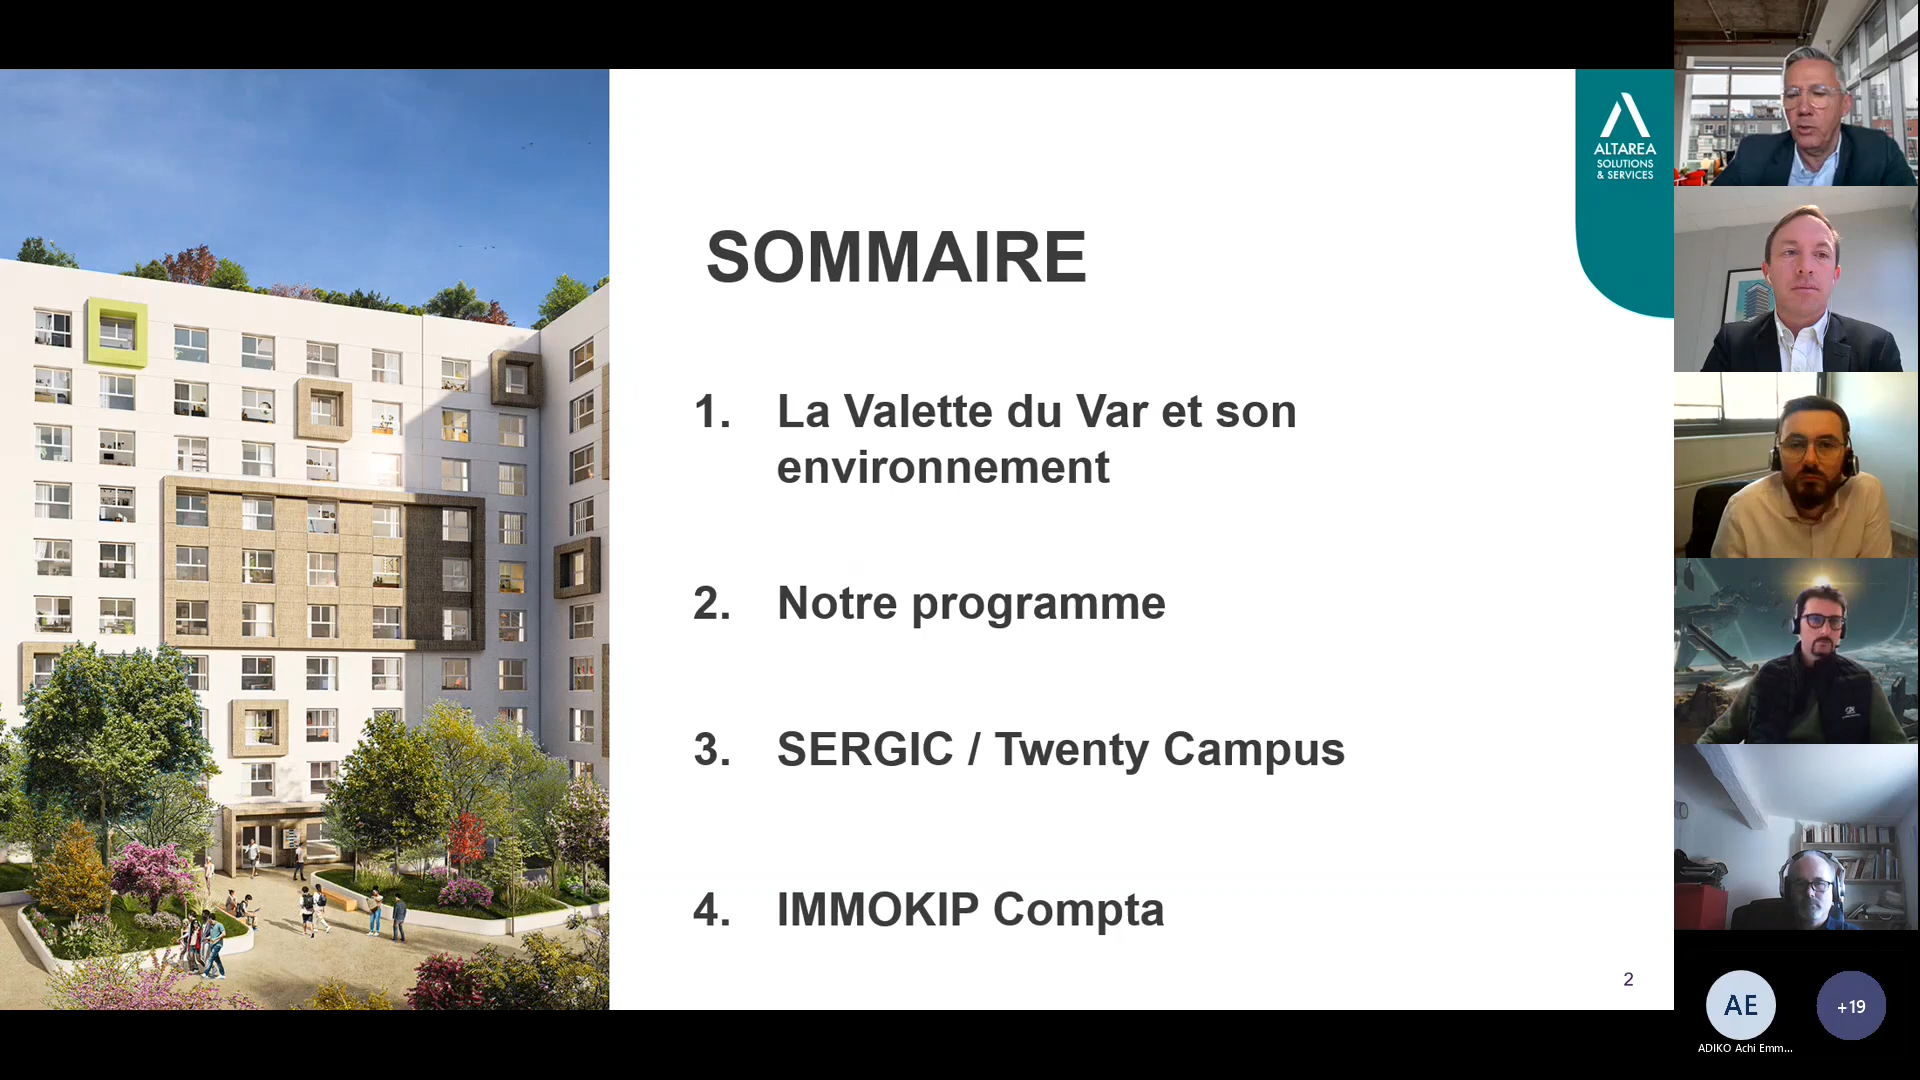 ALTAREA
SOLUTIONS
& SERVICES
SOMMAIRE
1. La Valette du Var et son
environnement
2. Notre programme
3. SERGIC / Twenty Campus
4. IMMOKIP Compta
2
AE
+19
ADIKO Achi Emm...